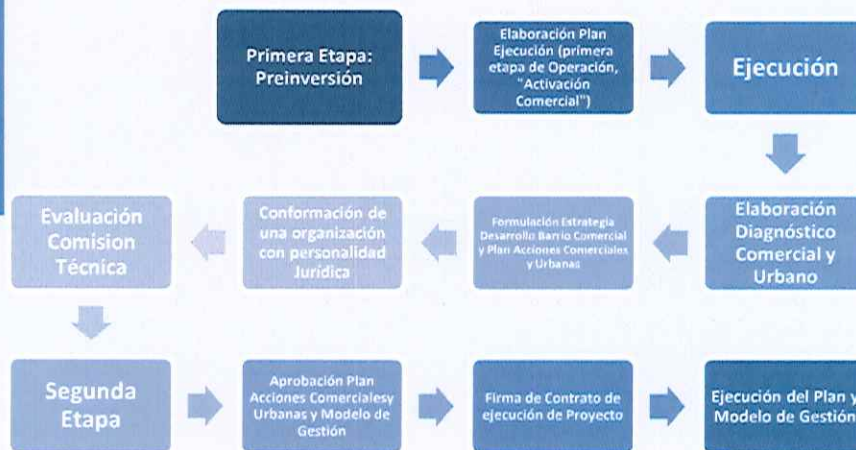 Primera Etapa:
Preinversión
Elaboración Plan
Ejecución (primera
etapa de Operación,
"Activación
Comercial")
Ejecución
Elaboración
Diagnóstico
Comercial y
Urbano
Formulación Estrategia
Desarrollo Barrio Comercial
y Plan Acciones Comerciales
y Urbanas
Conformación de
una organización
con personalidad
Jurídica
Evaluación
Comision
Técnica
Segunda
Etapa
Aprobación Plan
Acciones Comercialesy
Urbanas y Modelo de
Gestión
Firma de Contrato de
ejecución de Proyecto
Ejecución del Plan y
Modelo de Gestión